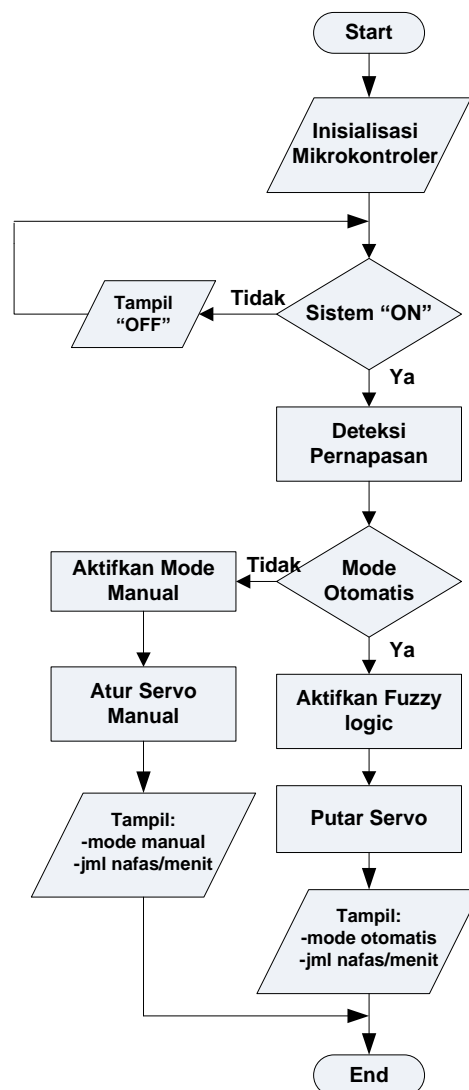 Start
Inisialisasi
Mikrokontroler
Tampil
“OFF”
Tidak
Sistem “ON”
Ya
Deteksi
Pernapasan
Aktifkan Mode
Manual
Tidak
Mode
Otomatis
Ya
Atur Servo
Manual
Aktifkan Fuzzy
logic
Tampil:
-mode manual
-jml nafas/menit
Putar Servo
Tampil:
-mode otomatis
-jml nafas/menit
End